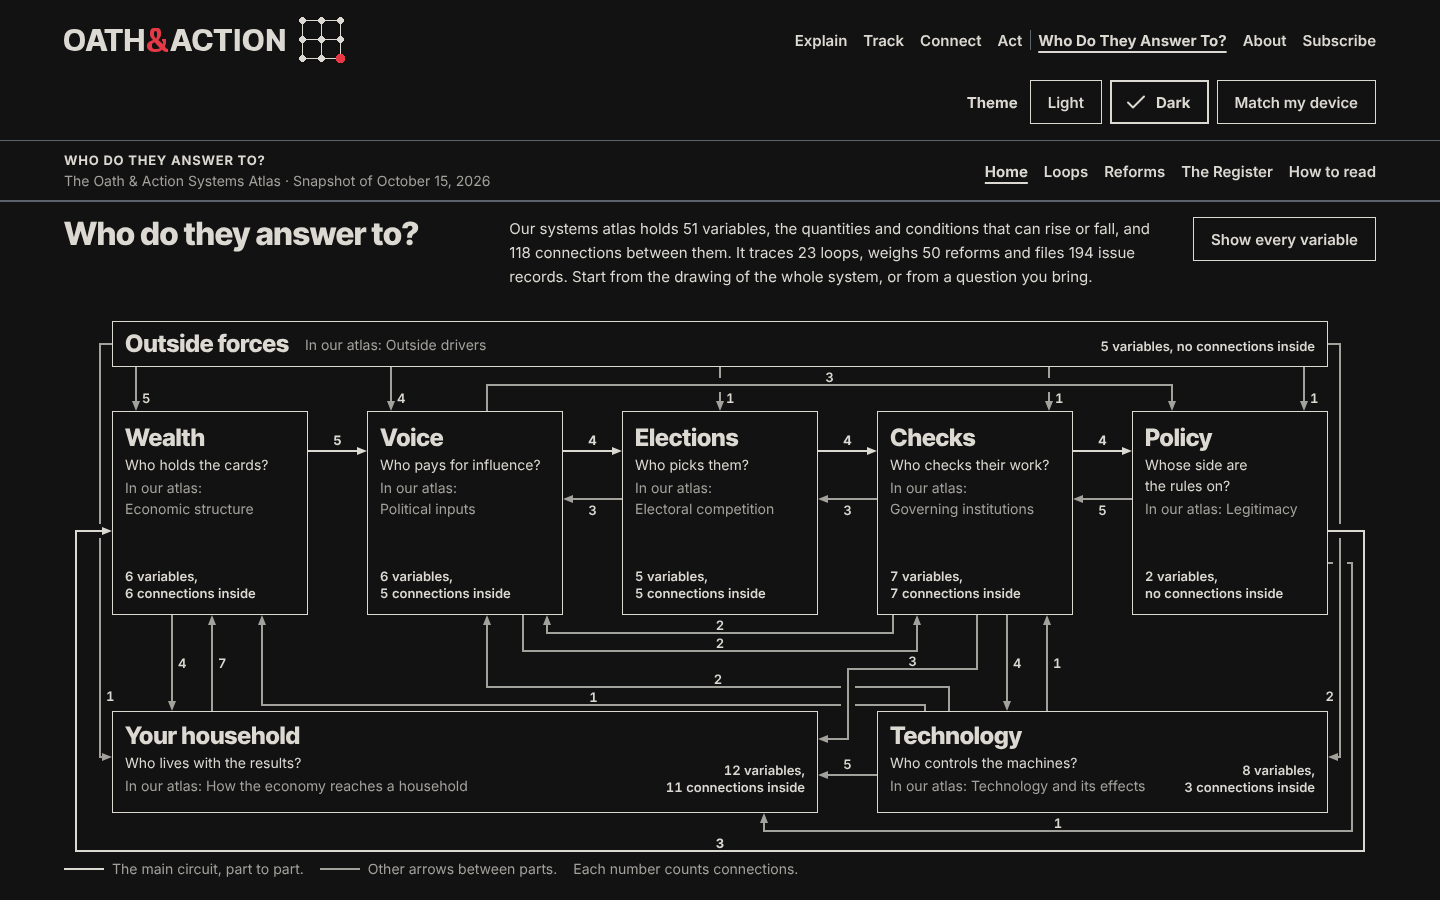 OATH&ACTION
Explain Track Connect Act Who Do They Answer To? About Subscribe
Theme Light Dark Match my device
WHO DO THEY ANSWER TO?
The Oath & Action Systems Atlas · Snapshot of October 15, 2026
Home Loops Reforms The Register How to read
Who do they answer to?
Our systems atlas holds 51 variables, the quantities and conditions that can rise or fall, and
118 connections between them. It traces 23 loops, weighs 50 reforms and files 194 issue
records. Start from the drawing of the whole system, or from a question you bring.
Show every variable
Outside forces In our atlas: Outside drivers
5 variables, no connections inside
3
5
4
1
1
1
Wealth
Who holds the cards?
In our atlas:
Economic structure
6 variables,
6 connections inside
5
Voice
Who pays for influence?
In our atlas:
Political inputs
6 variables,
5 connections inside
4
3
Elections
Who picks them?
In our atlas:
Electoral competition
5 variables,
5 connections inside
4
3
Checks
Who checks their work?
In our atlas:
Governing institutions
7 variables,
7 connections inside
4
5
Policy
Whose side are
the rules on?
In our atlas: Legitimacy
2 variables,
no connections inside
2
2
3
4
7
4
1
2
1
1
2
Your household
Who lives with the results?
In our atlas: How the economy reaches a household
12 variables,
11 connections inside
5
Technology
Who controls the machines?
In our atlas: Technology and its effects
8 variables,
3 connections inside
1
3
The main circuit, part to part. Other arrows between parts. Each number counts connections.